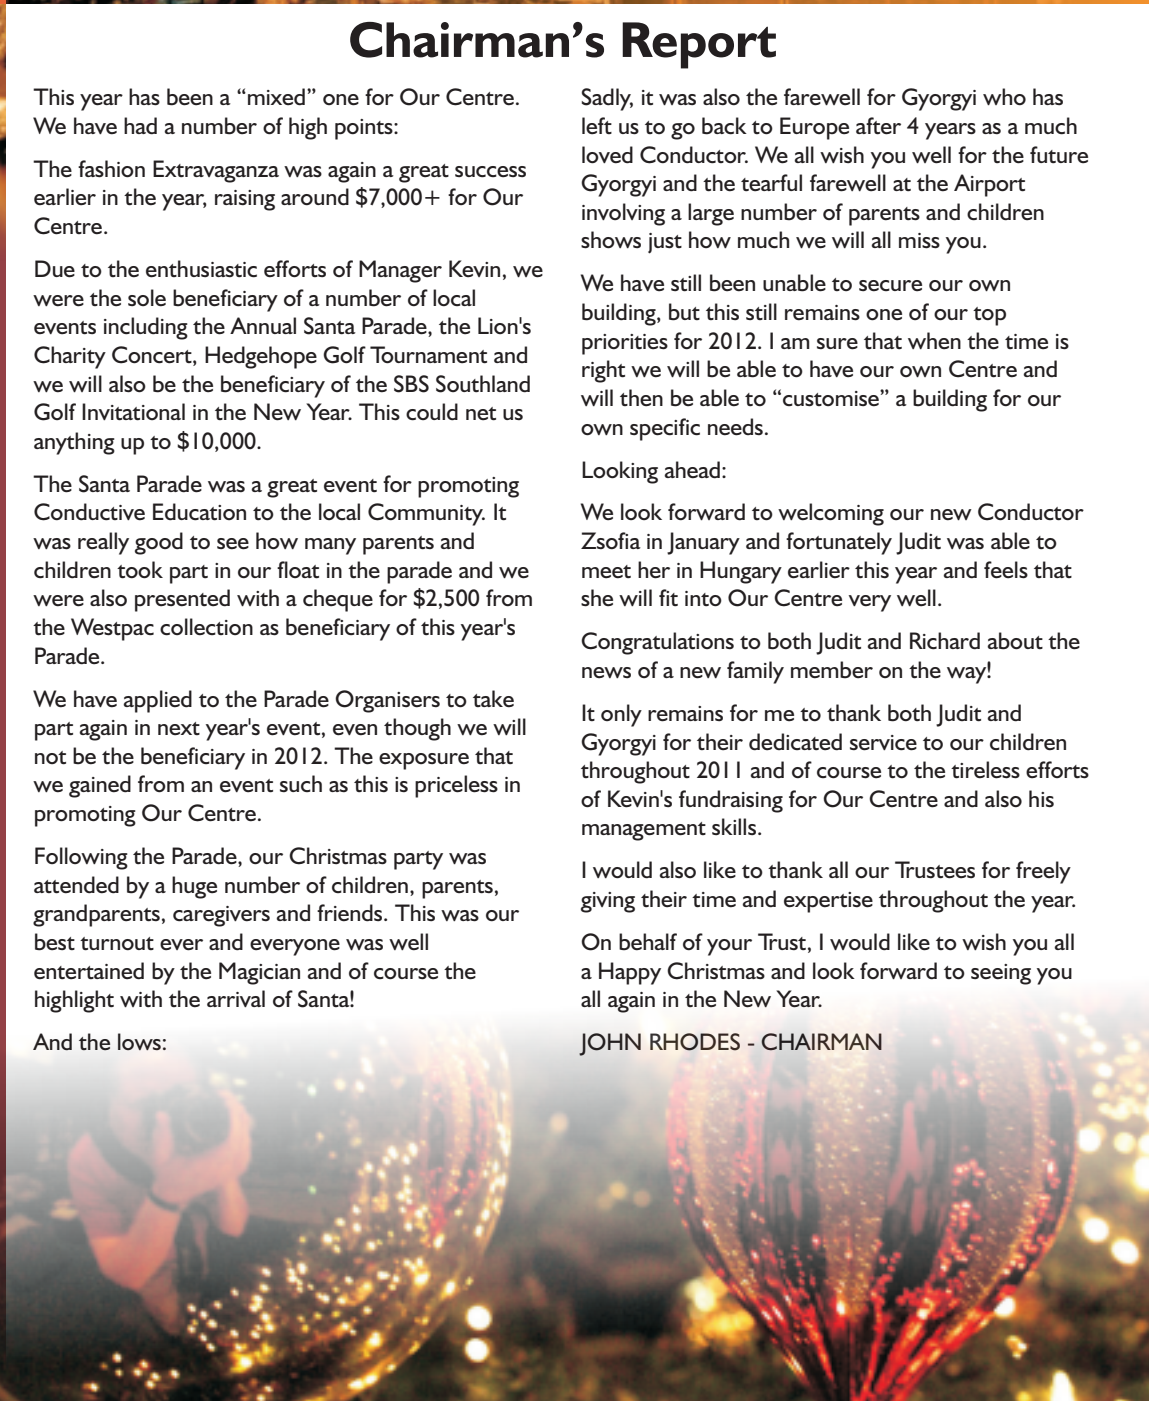 Chairman's Report
This year has been a “mixed” one for Our Centre.
We have had a number of high points:
The fashion Extravaganza was again a great success
earlier in the year, raising around $7,000+ for Our
Centre.
Due to the enthusiastic efforts of Manager Kevin, we
were the sole beneficiary of a number of local
events including the Annual Santa Parade, the Lion's
Charity Concert, Hedgehope Golf Tournament and
we will also be the beneficiary of the SBS Southland
Golf Invitational in the New Year. This could net us
anything up to $10,000.
The Santa Parade was a great event for promoting
Conductive Education to the local Community. It
was really good to see how many parents and
children took part in our float in the parade and we
were also presented with a cheque for $2,500 from
the Westpac collection as beneficiary of this year's
Parade.
We have applied to the Parade Organisers to take
part again in next year's event, even though we will
not be the beneficiary in 2012. The exposure that
we gained from an event such as this is priceless in
promoting Our Centre.
Following the Parade, our Christmas party was
attended by a huge number of children, parents,
grandparents, caregivers and friends. This was our
best turnout ever and everyone was well
entertained by the Magician and of course the
highlight with the arrival of Santa!
And the lows:
Sadly, it was also the farewell for Gyorgyi who has
left us to go back to Europe after 4 years as a much
loved Conductor. We all wish you well for the future
Gyorgyi and the tearful farewell at the Airport
involving a large number of parents and children
shows just how much we will all miss you.
We have still been unable to secure our own
building, but this still remains one of our top
priorities for 2012. I am sure that when the time is
right we will be able to have our own Centre and
will then be able to “customise” a building for our
own specific needs.
Looking ahead:
We look forward to welcoming our new Conductor
Zsofia in January and fortunately Judit was able to
meet her in Hungary earlier this year and feels that
she will fit into Our Centre very well.
Congratulations to both Judit and Richard about the
news of a new family member on the way!
It only remains for me to thank both Judit and
Gyorgyi for their dedicated service to our children
throughout 2011 and of course to the tireless efforts
of Kevin's fundraising for Our Centre and also his
management skills.
I would also like to thank all our Trustees for freely
giving their time and expertise throughout the year.
On behalf of your Trust, I would like to wish you all
a Happy Christmas and look forward to seeing you
all again in the New Year.
JOHN RHODES - CHAIRMAN